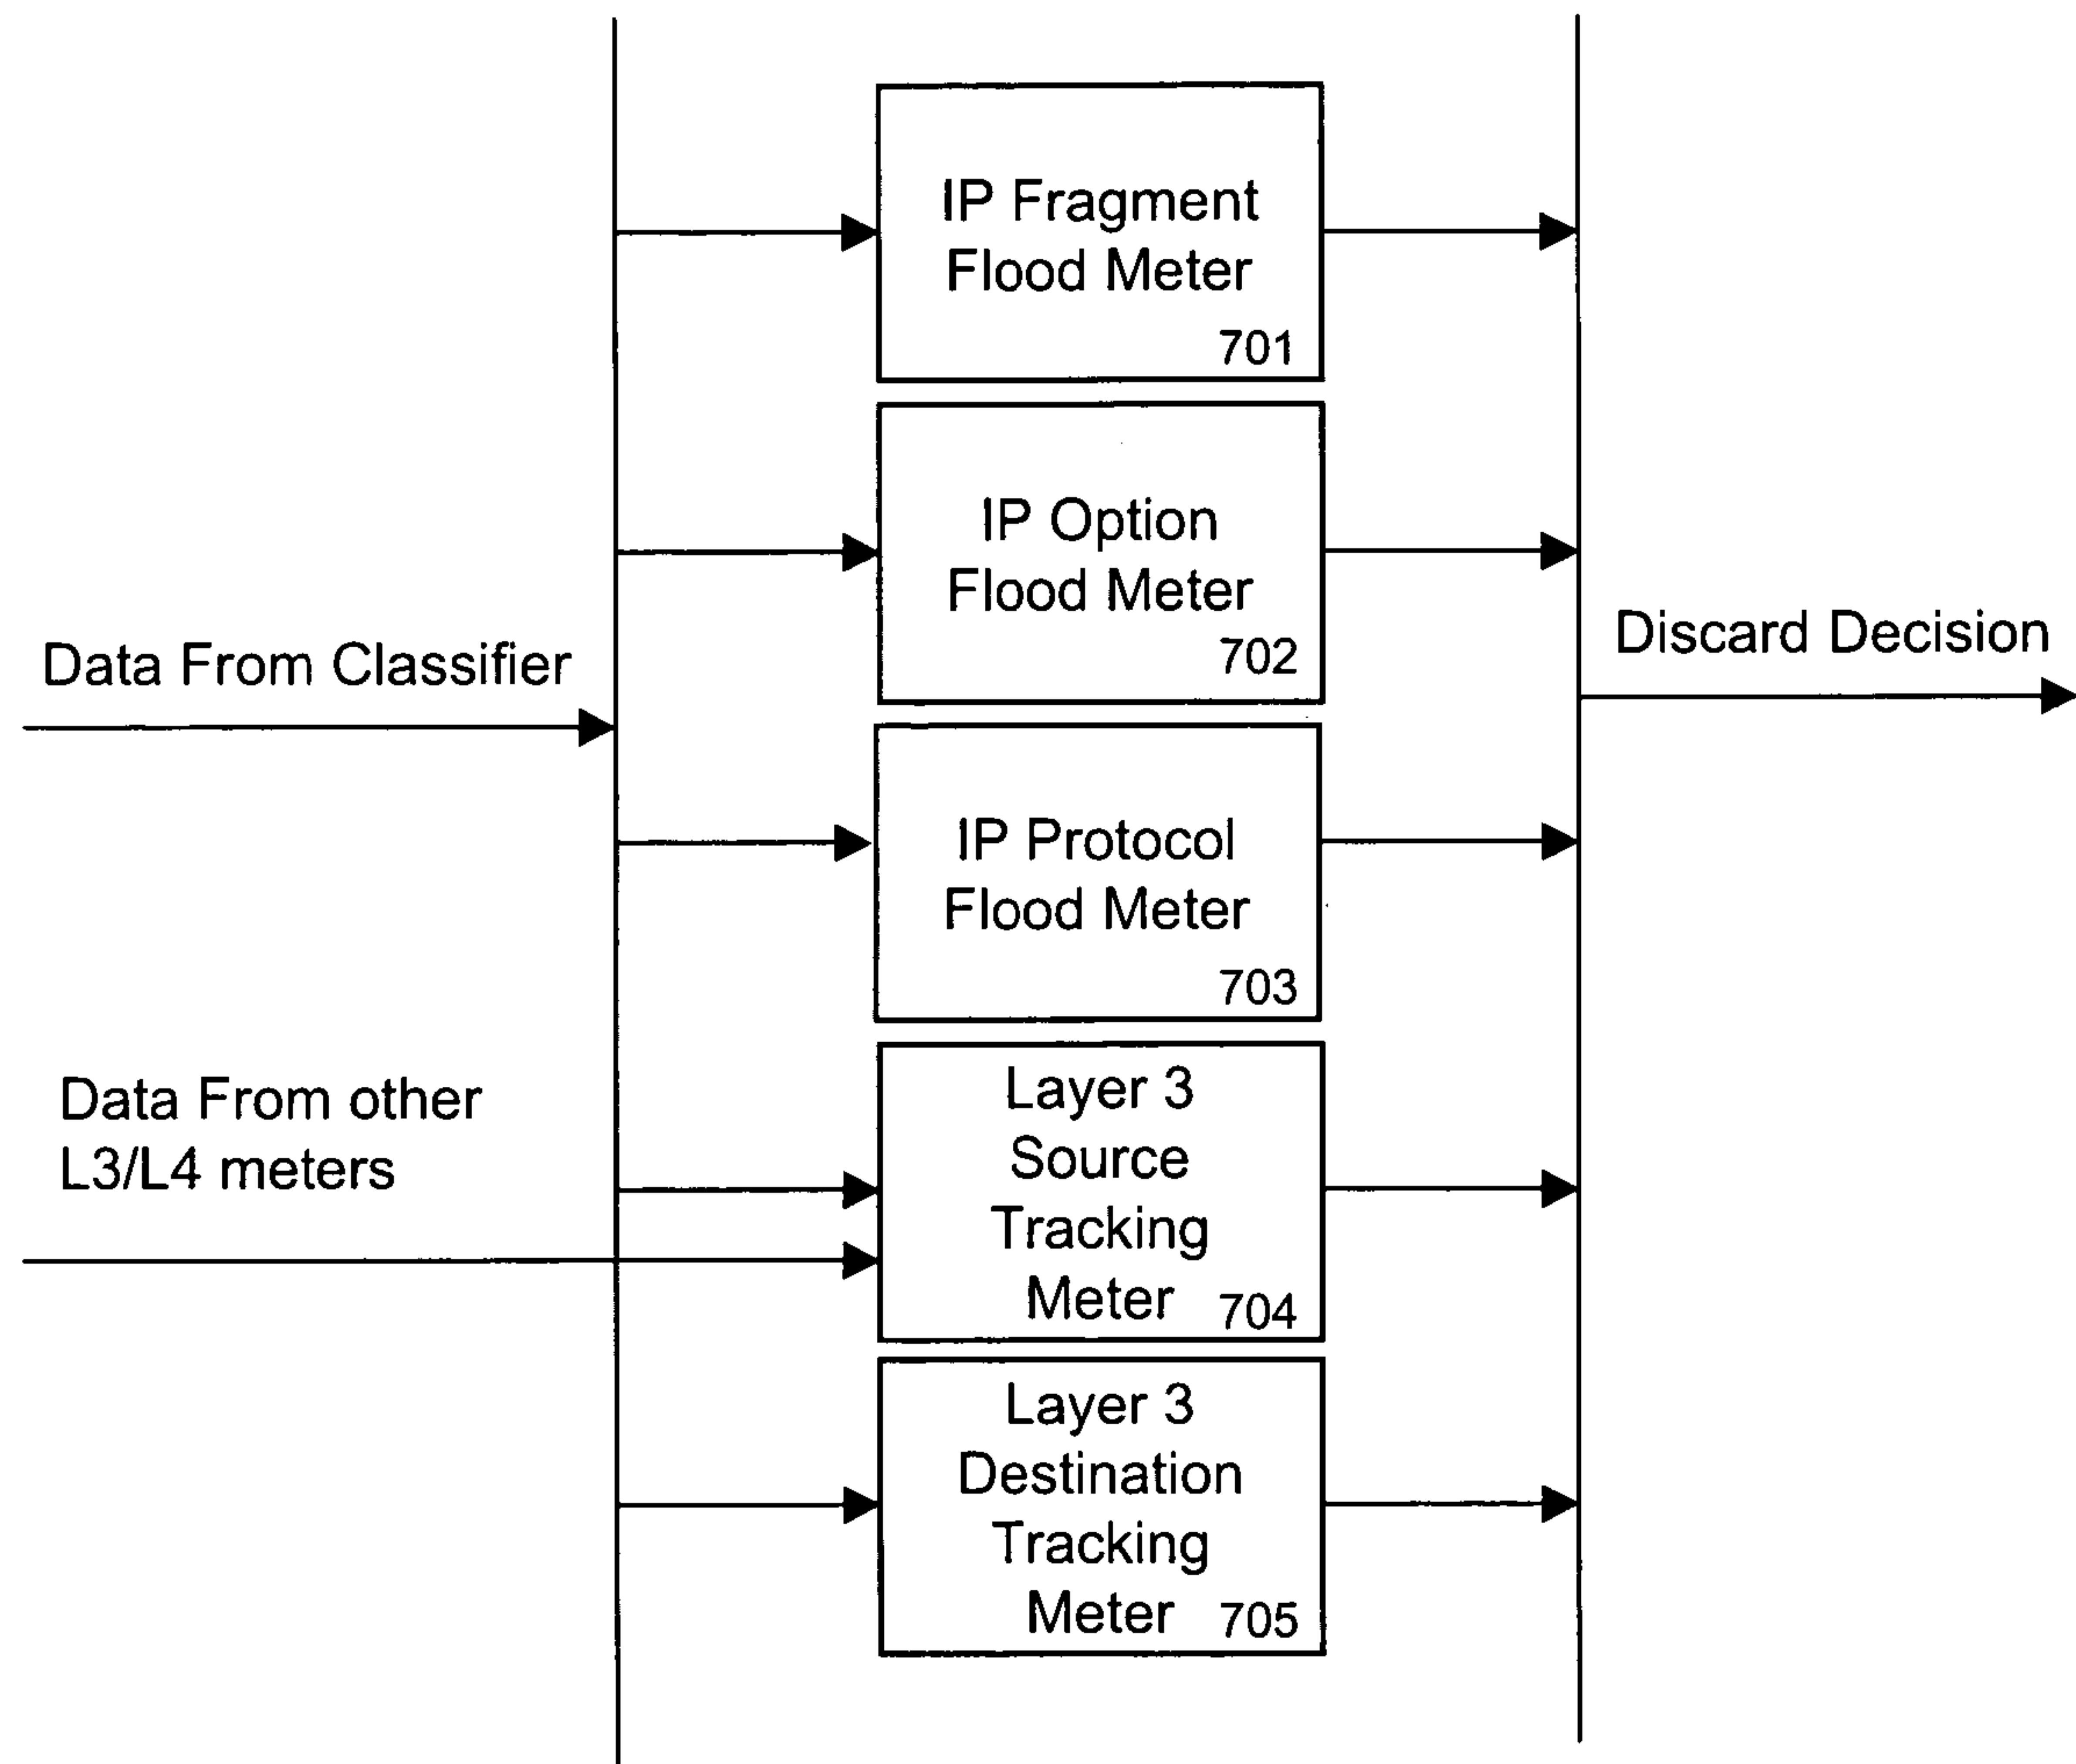 IP Fragment
Flood Meter
701
IP Option
Flood Meter
702
Data From Classifier
Discard Decision
IP Protocol
Flood Meter
703
Data From other
L3/L4 meters
Layer 3
Source
Tracking
Meter 704
Layer 3
Destination
Tracking
Meter 705